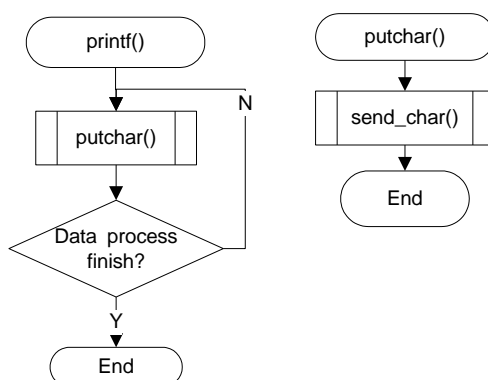 printf()
N
putchar()
Data process
finish?
Y
End
putchar()
send_char()
End